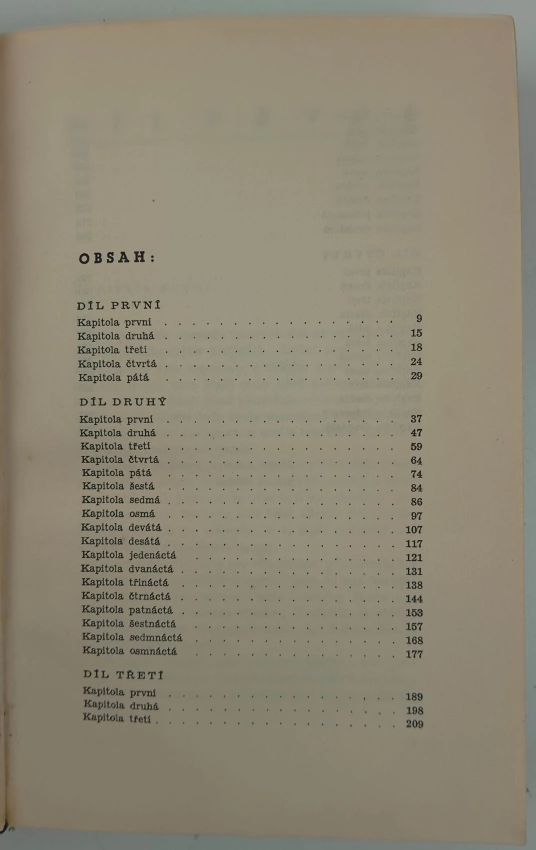 OBSAH:
DÍL PRVNÍ
Kapitola první . . . . . . . . . . . . . . . . . 9
Kapitola druhá . . . . . . . . . . . . . . . . . 15
Kapitola třetí . . . . . . . . . . . . . . . . . 18
Kapitola čtvrtá . . . . . . . . . . . . . . . . . 24
Kapitola pátá . . . . . . . . . . . . . . . . . 29
DÍL DRUHÝ
Kapitola první . . . . . . . . . . . . . . . . . 37
Kapitola druhá . . . . . . . . . . . . . . . . . 47
Kapitola třetí . . . . . . . . . . . . . . . . . 59
Kapitola čtvrtá . . . . . . . . . . . . . . . . . 64
Kapitola pátá . . . . . . . . . . . . . . . . . 74
Kapitola šestá . . . . . . . . . . . . . . . . . 84
Kapitola sedmá . . . . . . . . . . . . . . . . . 86
Kapitola osmá . . . . . . . . . . . . . . . . . 97
Kapitola devátá . . . . . . . . . . . . . . . . . 107
Kapitola desátá . . . . . . . . . . . . . . . . . 117
Kapitola jedenáctá . . . . . . . . . . . . . . . . 121
Kapitola dvanáctá . . . . . . . . . . . . . . . . 131
Kapitola třináctá . . . . . . . . . . . . . . . . 138
Kapitola čtrnáctá . . . . . . . . . . . . . . . . 144
Kapitola patnáctá . . . . . . . . . . . . . . . . 153
Kapitola šestnáctá . . . . . . . . . . . . . . . . 157
Kapitola sedmnáctá . . . . . . . . . . . . . . . 168
Kapitola osmnáctá . . . . . . . . . . . . . . . 177
DÍL TŘETÍ
Kapitola první . . . . . . . . . . . . . . . . . 189
Kapitola druhá . . . . . . . . . . . . . . . . . 198
Kapitola třetí . . . . . . . . . . . . . . . . . 209